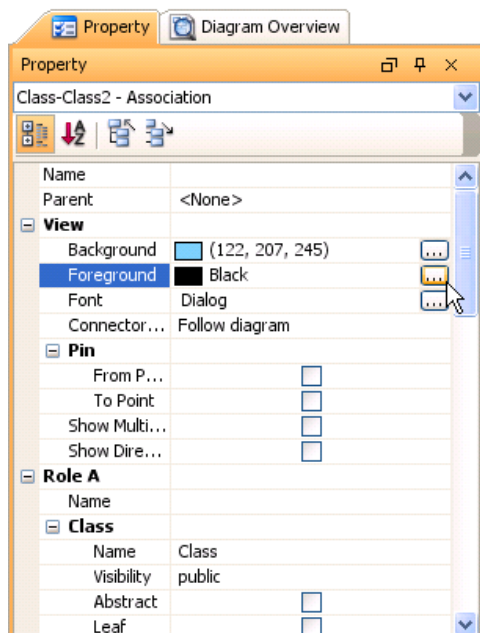 Property Diagram Overview
Property
Class-Class2 - Association
Name
Parent <None>
View
Background (122, 207, 245) ...
Foreground Black ...
Font Dialog ...
Connector... Follow diagram
Pin
From P...
To Point
Show Multi...
Show Dire...
Role A
Name
Class
Name Class
Visibility public
Abstract
Leaf